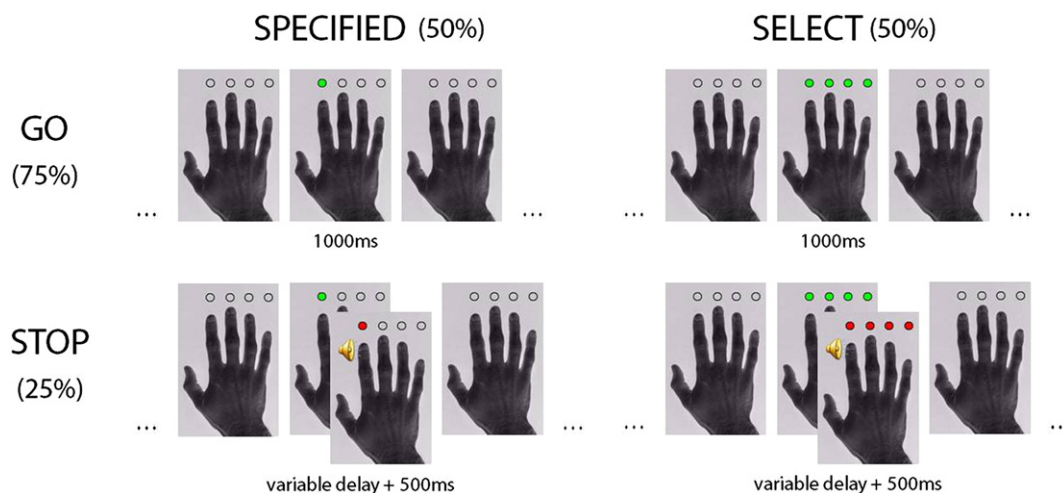 SPECIFIED (50%)
SELECT (50%)
GO
(75%)
... ... ... ...
1000ms
1000ms
STOP
(25%)
... ... ... ...
variable delay + 500ms
variable delay + 500ms